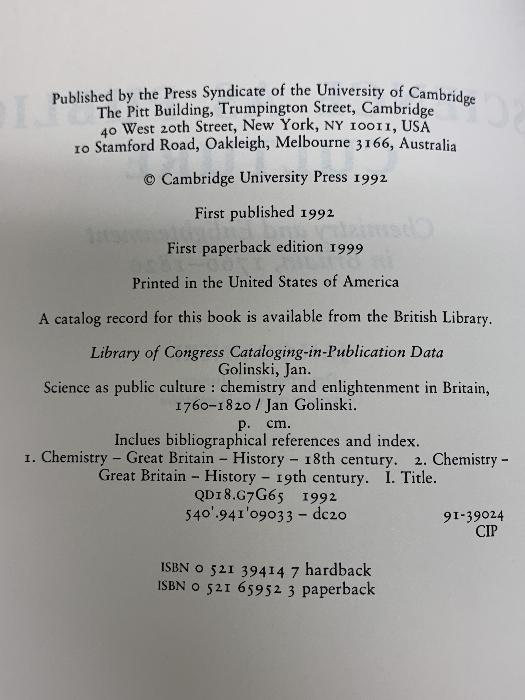 Published by the Press Syndicate of the University of Cambridge
The Pitt Building, Trumpington Street, Cambridge
40 West 20th Street, New York, NY 10011, USA
10 Stamford Road, Oakleigh, Melbourne 3166, Australia
© Cambridge University Press 1992
First published 1992
First paperback edition 1999
Printed in the United States of America
A catalog record for this book is available from the British Library.
Library of Congress Cataloging-in-Publication Data
Golinski, Jan.
Science as public culture : chemistry and enlightenment in Britain,
1760–1820 / Jan Golinski.
p. cm.
Inclues bibliographical references and index.
1. Chemistry – Great Britain – History – 18th century. 2. Chemistry –
Great Britain – History – 19th century. I. Title.
QD18.G7G65 1992
540'.941'09033 – dc20 91-39024
CIP
ISBN 0 521 39414 7 hardback
ISBN 0 521 65952 3 paperback